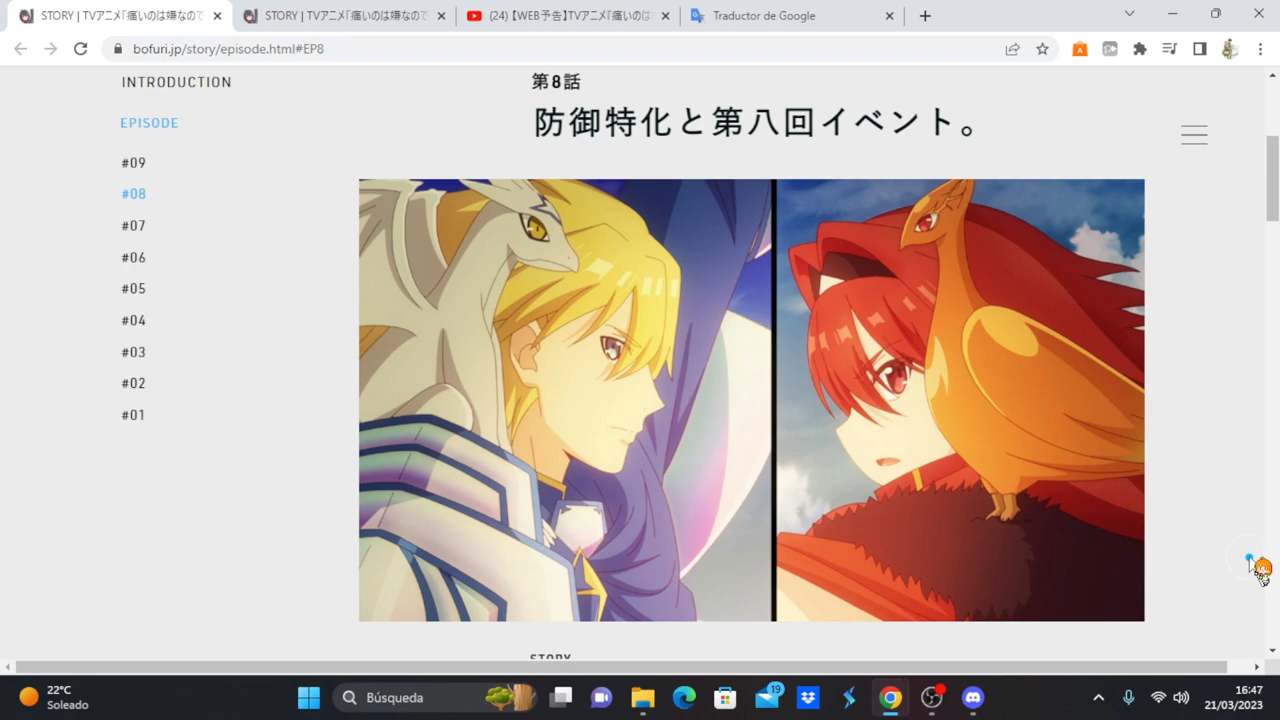 STORY | TVアニメ「痛いのは嫌なので
STORY | TVアニメ「痛いのは嫌なので
(24) 【WEB予告】TVアニメ「痛いのは
Traductor de Google
bofuri.jp/story/episode.html#EP8
INTRODUCTION
EPISODE
#09
#08
#07
#06
#05
#04
#03
#02
#01
第8話
防御特化と第八回イベント。
STORY
22°C
Soleado
Búsqueda
19
16:47
21/03/2023